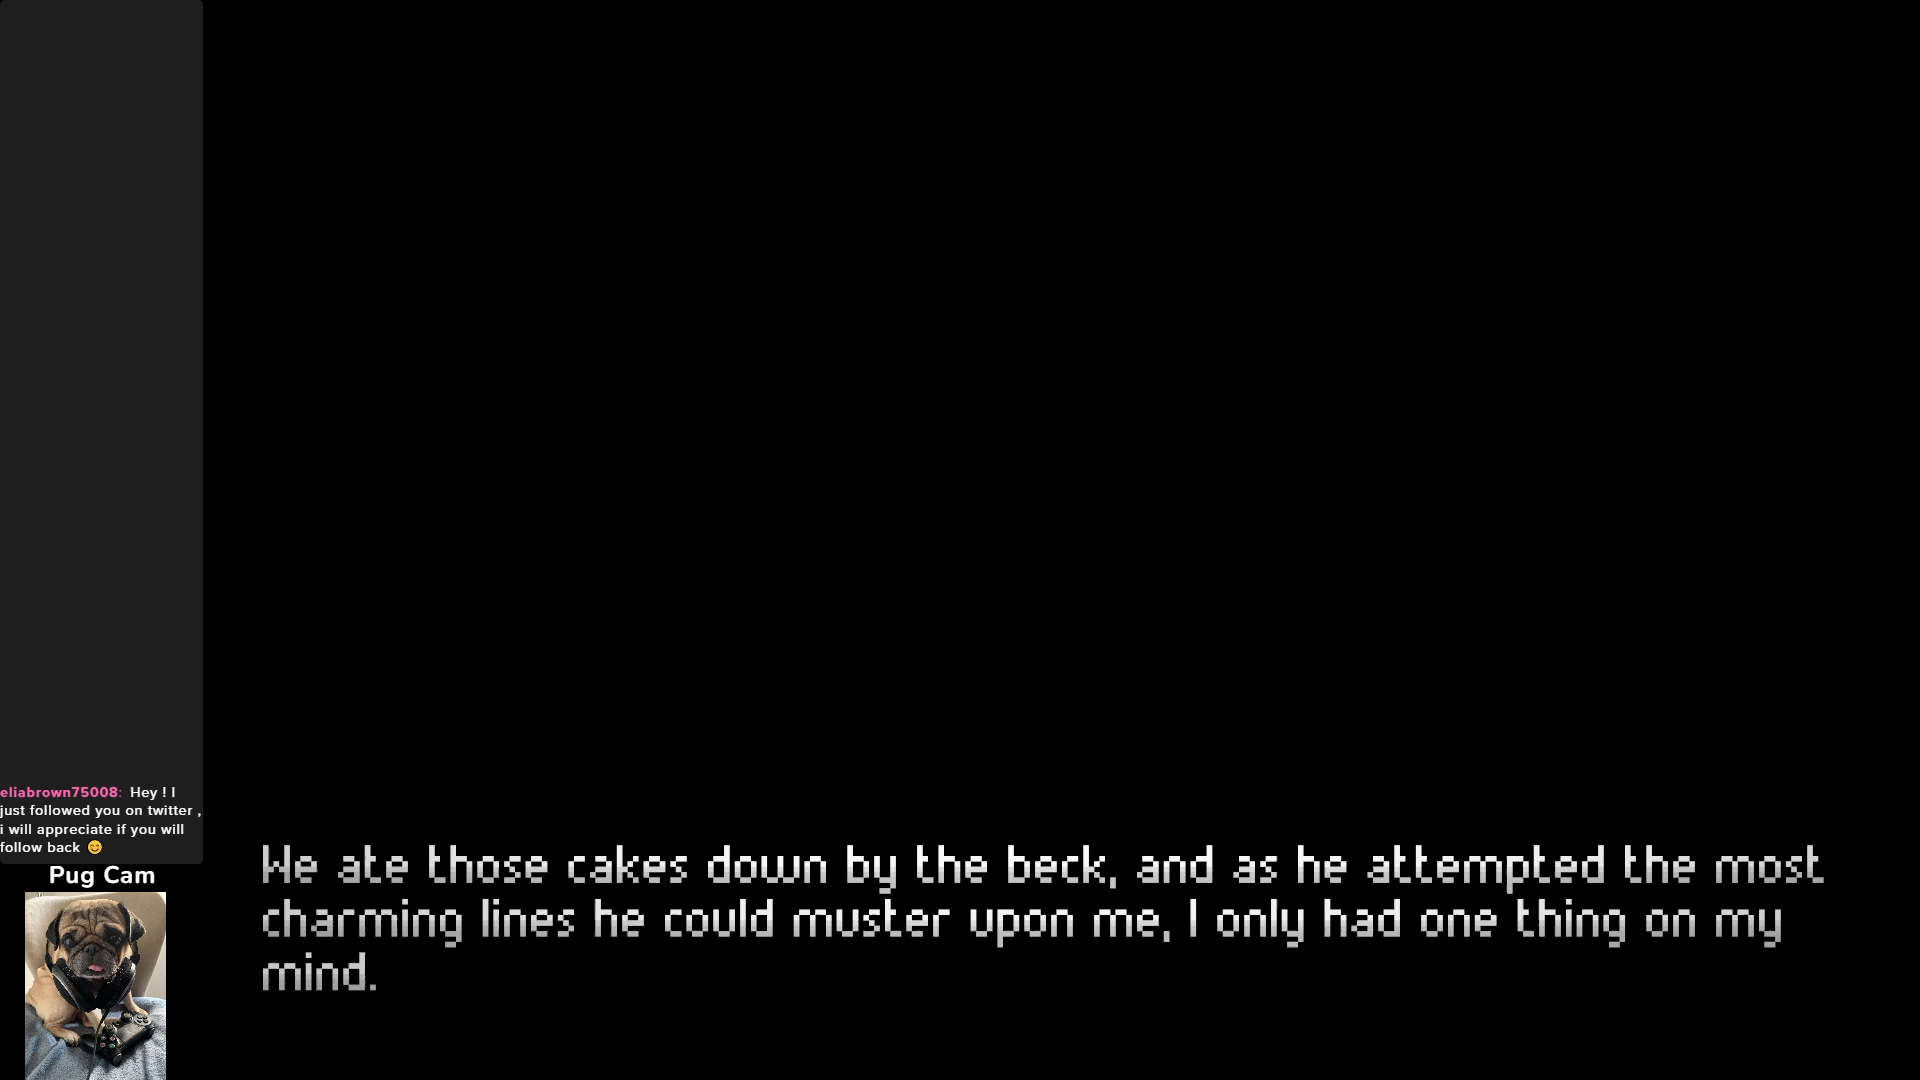 eliabrown75008: Hey ! I
just followed you on twitter ,
i will appreciate if you will
follow back 😊
Pug Cam
We ate those cakes down by the beck, and as he attempted the most
charming lines he could muster upon me, I only had one thing on my
mind.